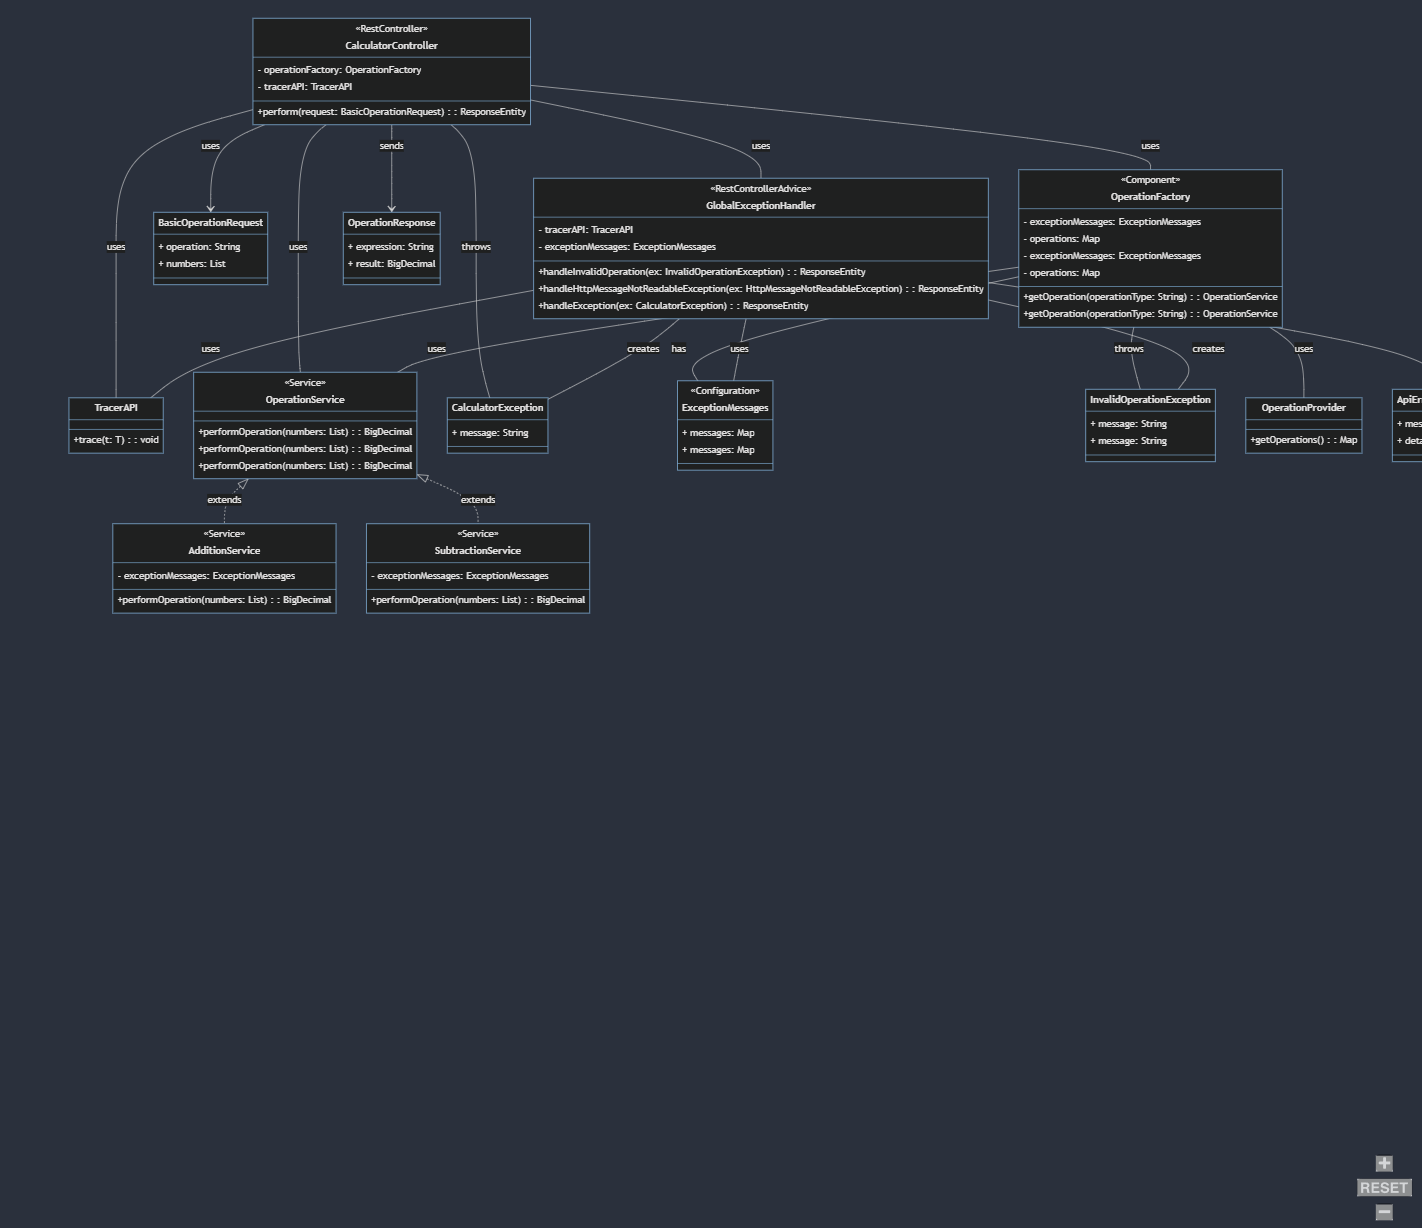 «RestController»
CalculatorController
- operationFactory: OperationFactory
- tracerAPI: TracerAPI
+perform(request: BasicOperationRequest) : : ResponseEntity
uses
sends
uses
uses
«RestControllerAdvice»
GlobalExceptionHandler
- tracerAPI: TracerAPI
- exceptionMessages: ExceptionMessages
+handleInvalidOperation(ex: InvalidOperationException) : : ResponseEntity
+handleHttpMessageNotReadableException(ex: HttpMessageNotReadableException) : : ResponseEntity
+handleException(ex: CalculatorException) : : ResponseEntity
«Component»
OperationFactory
- exceptionMessages: ExceptionMessages
- operations: Map
- exceptionMessages: ExceptionMessages
- operations: Map
+getOperation(operationType: String) : : OperationService
+getOperation(operationType: String) : : OperationService
BasicOperationRequest
+ operation: String
+ numbers: List
OperationResponse
+ expression: String
+ result: BigDecimal
uses
uses
throws
uses
uses
creates
has
uses
throws
creates
uses
TracerAPI
+trace(t: T) : : void
«Service»
OperationService
+performOperation(numbers: List) : : BigDecimal
+performOperation(numbers: List) : : BigDecimal
+performOperation(numbers: List) : : BigDecimal
CalculatorException
+ message: String
«Configuration»
ExceptionMessages
+ messages: Map
+ messages: Map
InvalidOperationException
+ message: String
+ message: String
OperationProvider
+getOperations() : : Map
ApiEr
+ mes
+ deta
extends
extends
«Service»
AdditionService
- exceptionMessages: ExceptionMessages
+performOperation(numbers: List) : : BigDecimal
«Service»
SubtractionService
- exceptionMessages: ExceptionMessages
+performOperation(numbers: List) : : BigDecimal
+
RESET
−